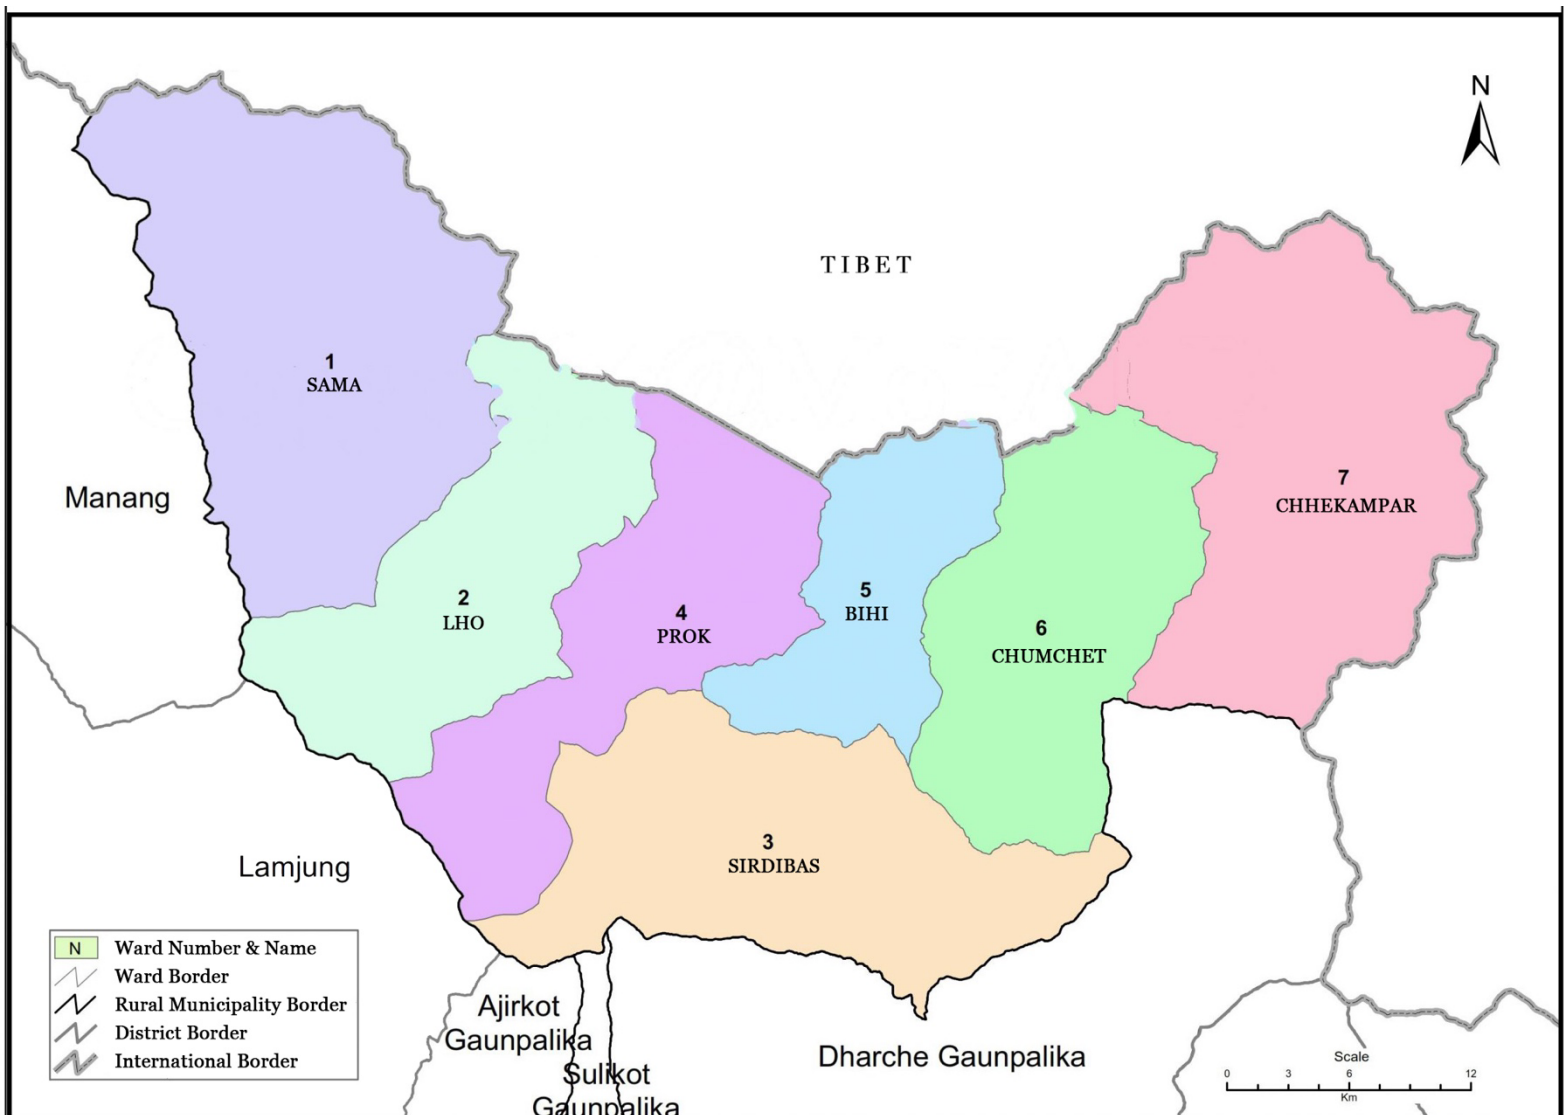 N
TIBET
1
SAMA
Manang
7
CHHEKAMPAR
2
LHO
4
PROK
5
BIHI
6
CHUMCHET
3
SIRDIBAS
Lamjung
N Ward Number & Name
Ward Border
Rural Municipality Border
District Border
International Border
Ajirkot
Gaunpalika
Sulikot
Gaunpalika
Dharche Gaunpalika
Scale
0 3 6 12
Km